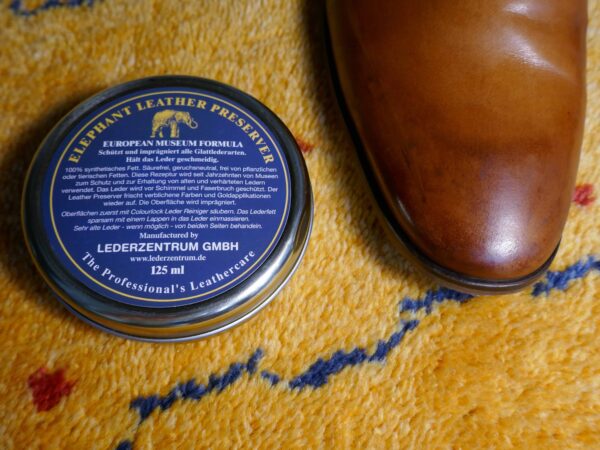 ELEPHANT LEATHER PRESERVER
EUROPEAN MUSEUM FORMULA
Schützt und imprägniert alle Glattlederarten.
Hält das Leder geschmeidig.
100% synthetisches Fett. Säurefrei, geruchsneutral, frei von pflanzlichen
oder tierischen Fetten. Diese Rezeptur wird seit Jahrzehnten von Museen
zum Schutz und zur Erhaltung von alten und verhärteten Ledern
verwendet. Das Leder wird vor Schimmel und Faserbruch geschützt. Der
Leather Preserver frischt verblichene Farben und Goldapplikationen
wieder auf. Die Oberfläche wird imprägniert.
Oberflächen zuerst mit Colourlock Leder Reiniger säubern. Das Lederfett
sparsam mit einem Lappen in das Leder einmassieren.
Sehr alte Leder - wenn möglich - von beiden Seiten behandeln.
Manufactured by
LEDERZENTRUM GMBH
www.lederzentrum.de
125 ml
The Professional's Leathercare